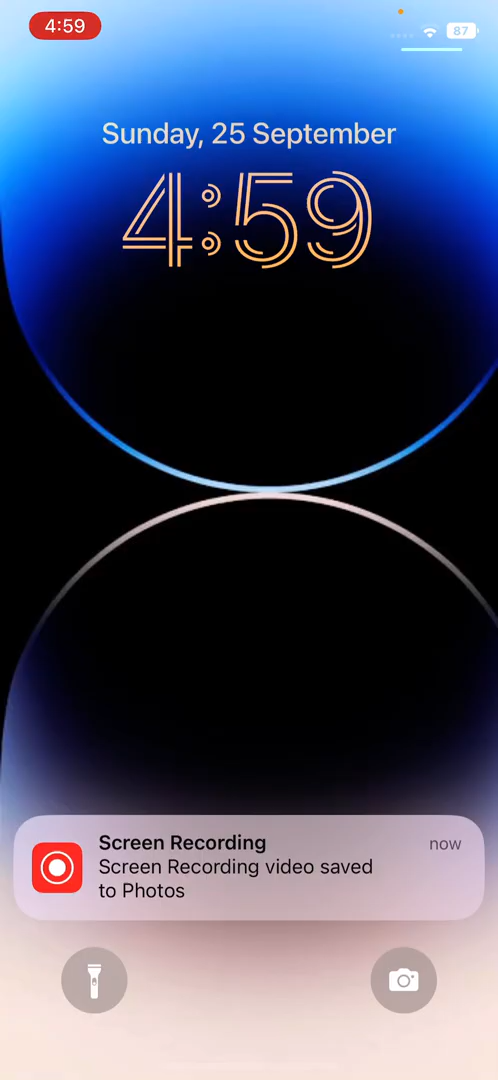 4:59
87
Sunday, 25 September
4:59
Screen Recording
now
Screen Recording video saved
to Photos